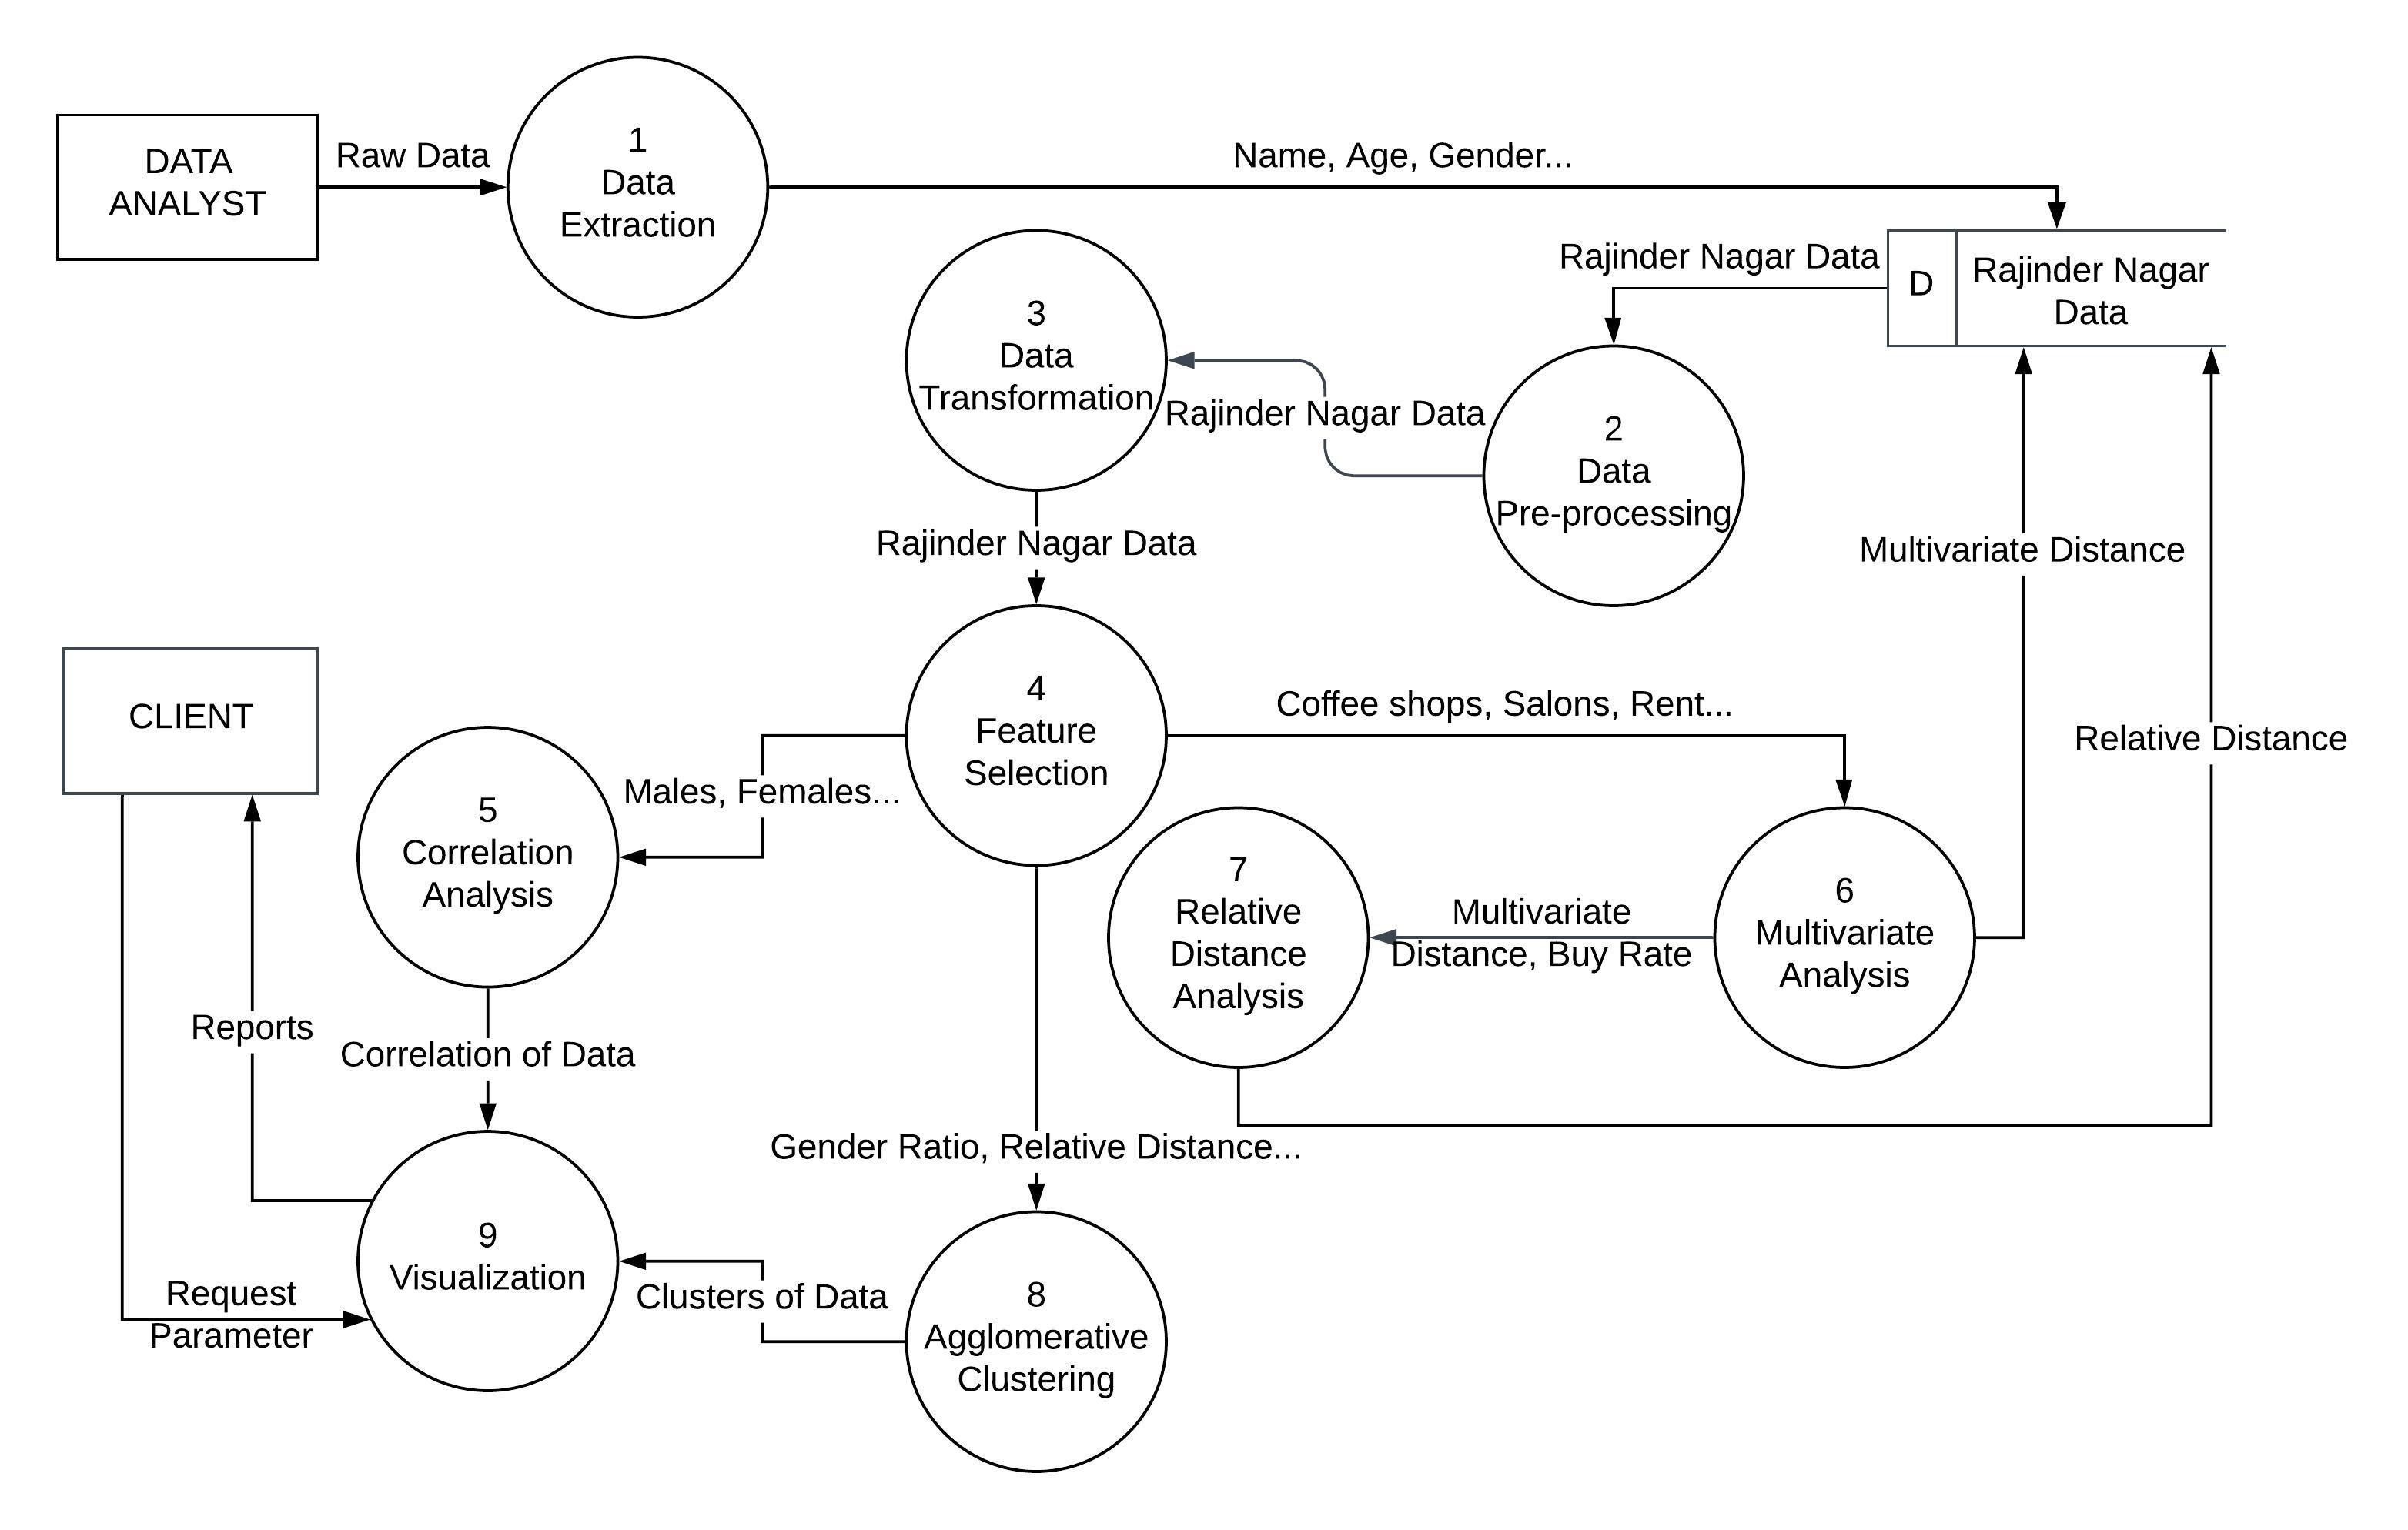 DATA
ANALYST
Raw Data
1
Data
Extraction
Name, Age, Gender...
D
Rajinder Nagar
Data
Rajinder Nagar Data
2
Data
Pre-processing
Rajinder Nagar Data
3
Data
Transformation
Rajinder Nagar Data
4
Feature
Selection
Males, Females...
Coffee shops, Salons, Rent...
Multivariate Distance
Relative Distance
CLIENT
5
Correlation
Analysis
6
Multivariate
Analysis
Multivariate
Distance, Buy Rate
7
Relative
Distance
Analysis
Reports
Correlation of Data
Gender Ratio, Relative Distance...
8
Agglomerative
Clustering
Clusters of Data
9
Visualization
Request
Parameter